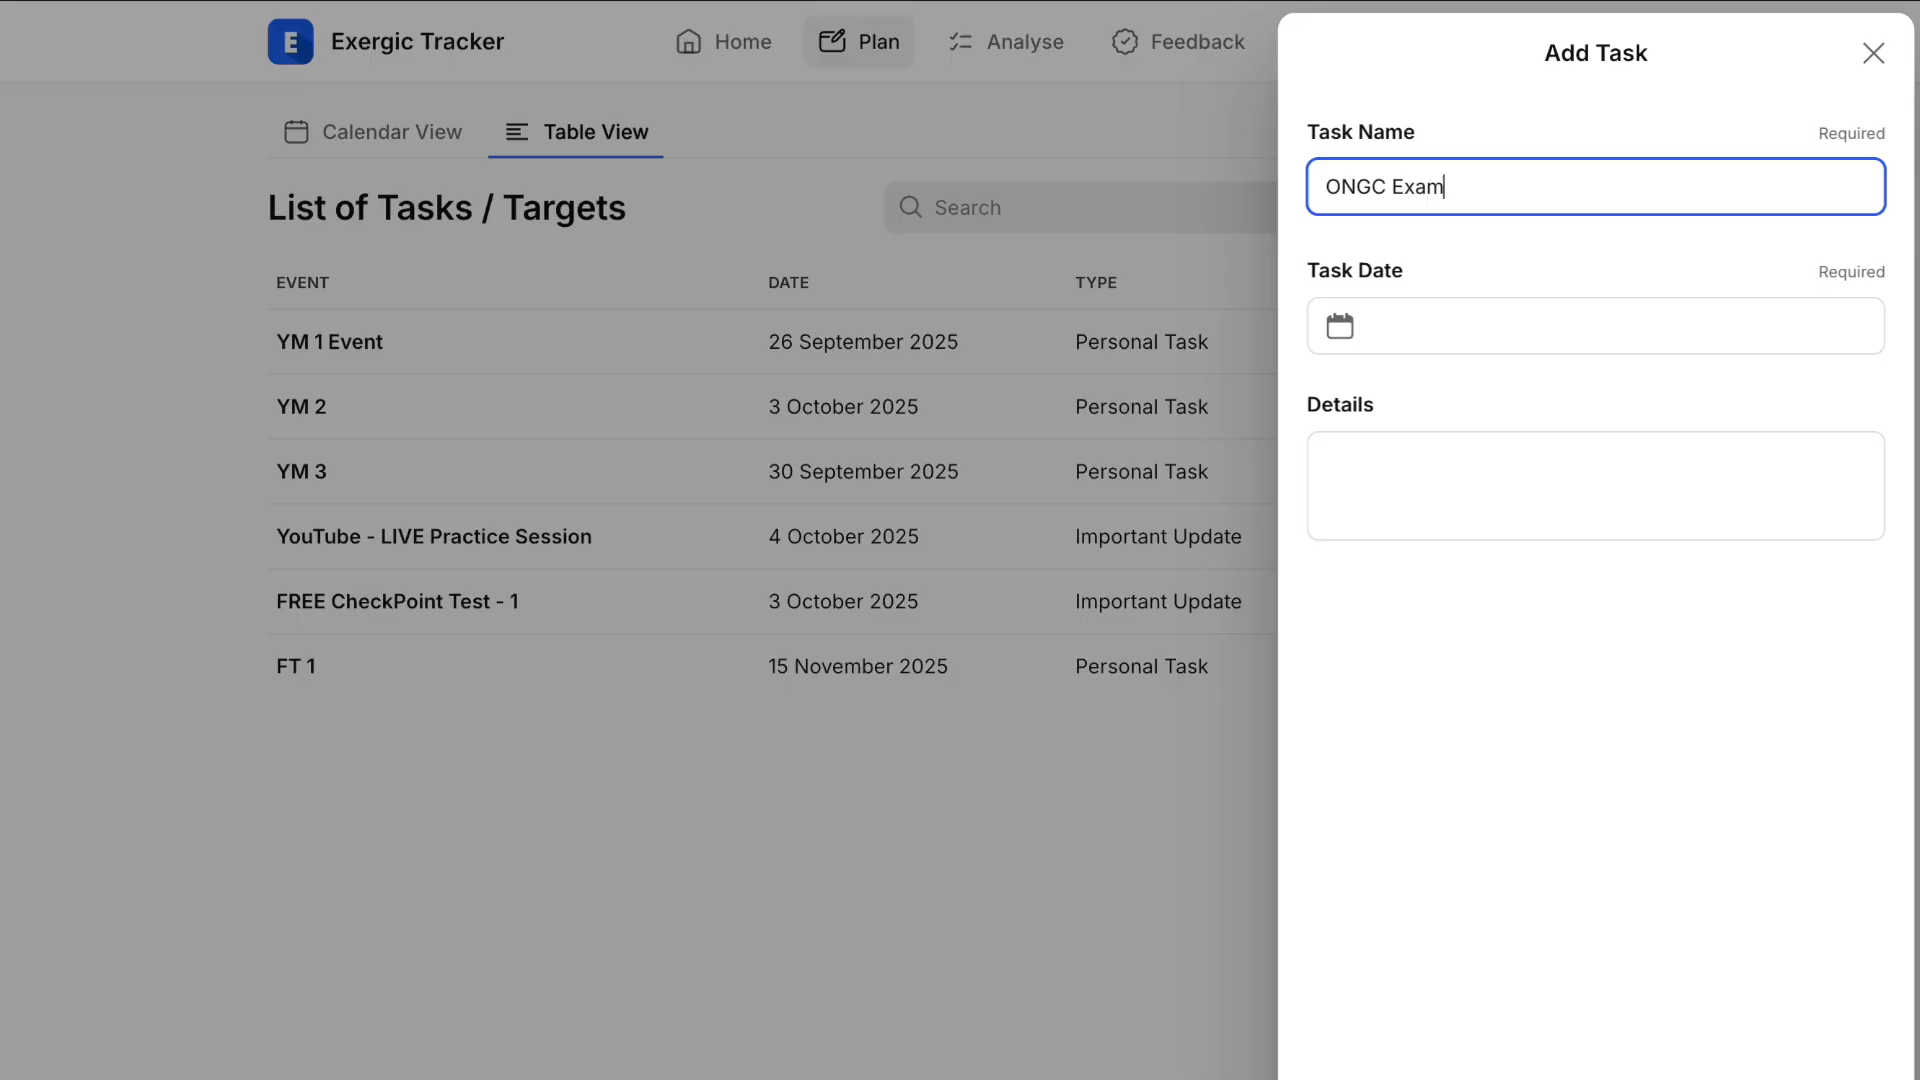 E Exergic Tracker Home Plan Analyse Feedback
Calendar View Table View
List of Tasks / Targets Search
EVENT DATE TYPE
YM 1 Event 26 September 2025 Personal Task
YM 2 3 October 2025 Personal Task
YM 3 30 September 2025 Personal Task
YouTube - LIVE Practice Session 4 October 2025 Important Update
FREE CheckPoint Test - 1 3 October 2025 Important Update
FT 1 15 November 2025 Personal Task
Add Task
Task Name Required
ONGC Exam
Task Date Required
Details